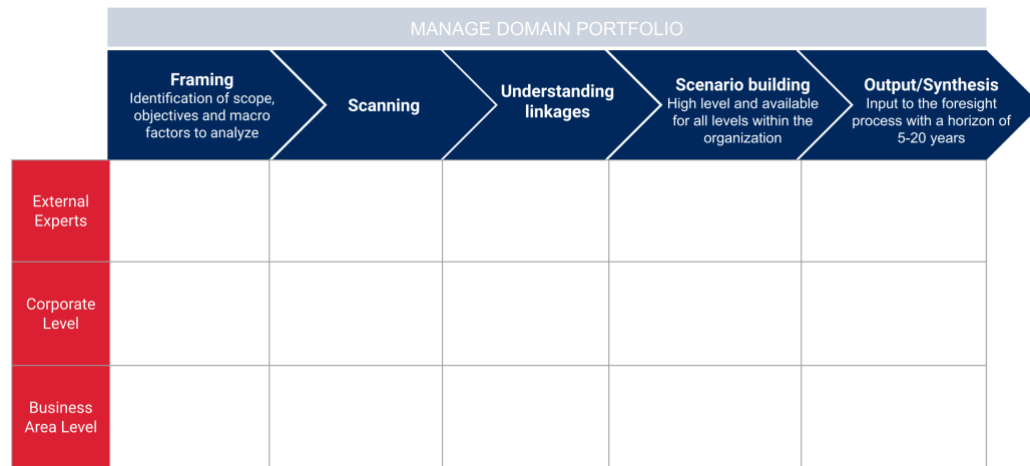 MANAGE DOMAIN PORTFOLIO
Framing
Identification of scope,
objectives and macro
factors to analyze
Scanning
Understanding
linkages
Scenario building
High level and available
for all levels within the
organization
Output/Synthesis
Input to the foresight
process with a horizon of
5-20 years
External
Experts
Corporate
Level
Business
Area Level